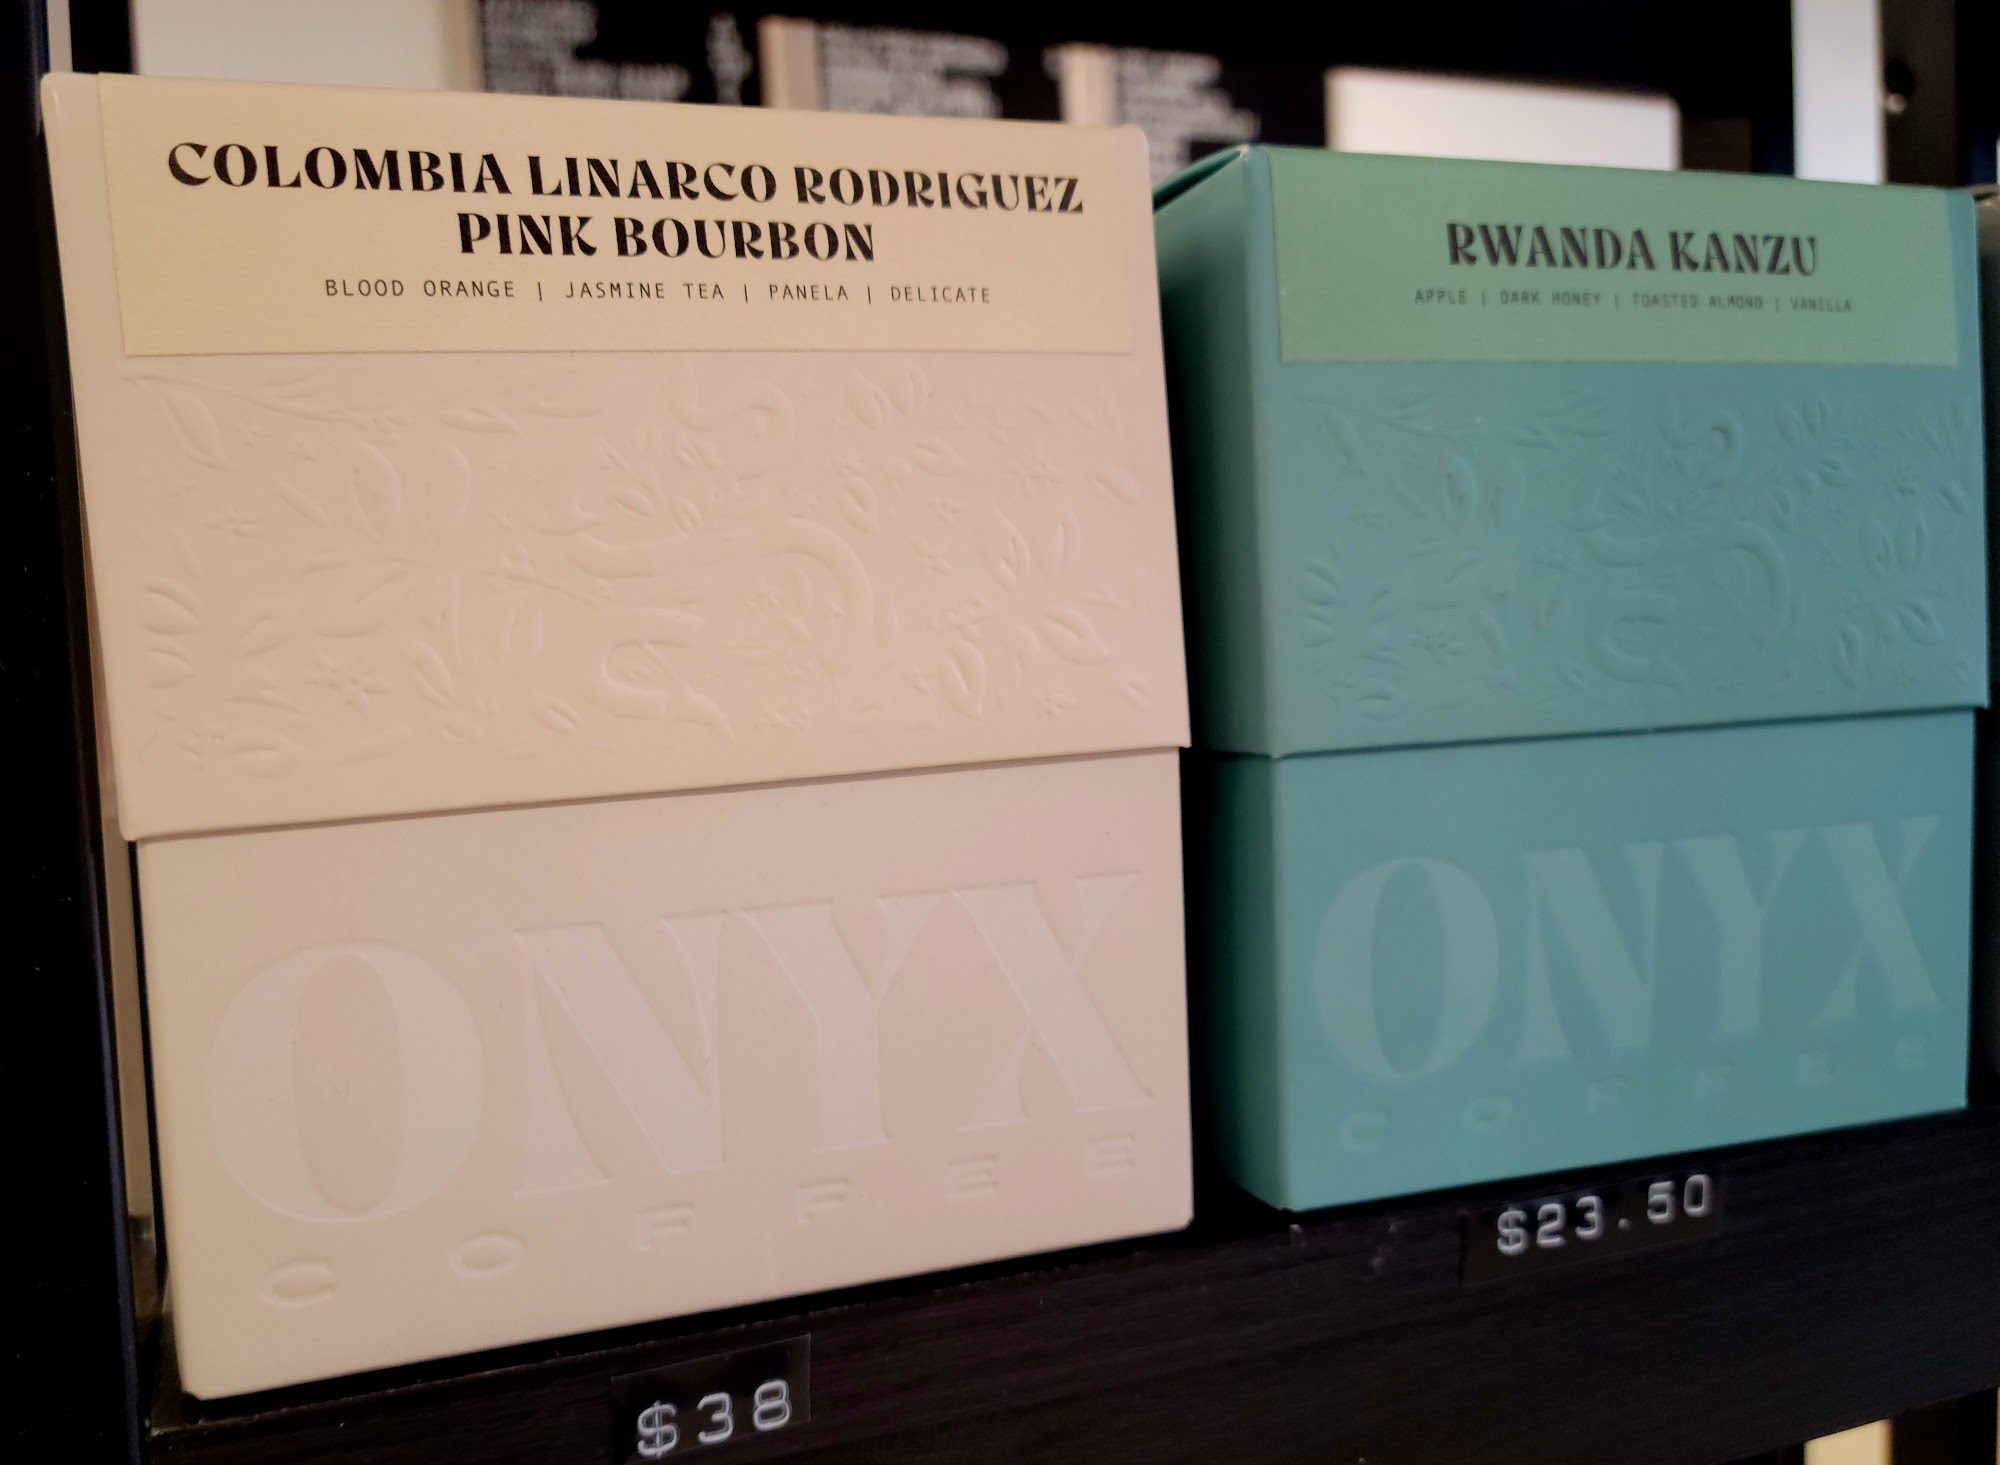 COLOMBIA LINARCO RODRIGUEZ
PINK BOURBON
BLOOD ORANGE | JASMINE TEA | PANELA | DELICATE
ONYX
COFFEE
$38
RWANDA KANZU
APPLE | DARK HONEY | TOASTED ALMOND | VANILLA
ONYX
COFFEE
$23.50